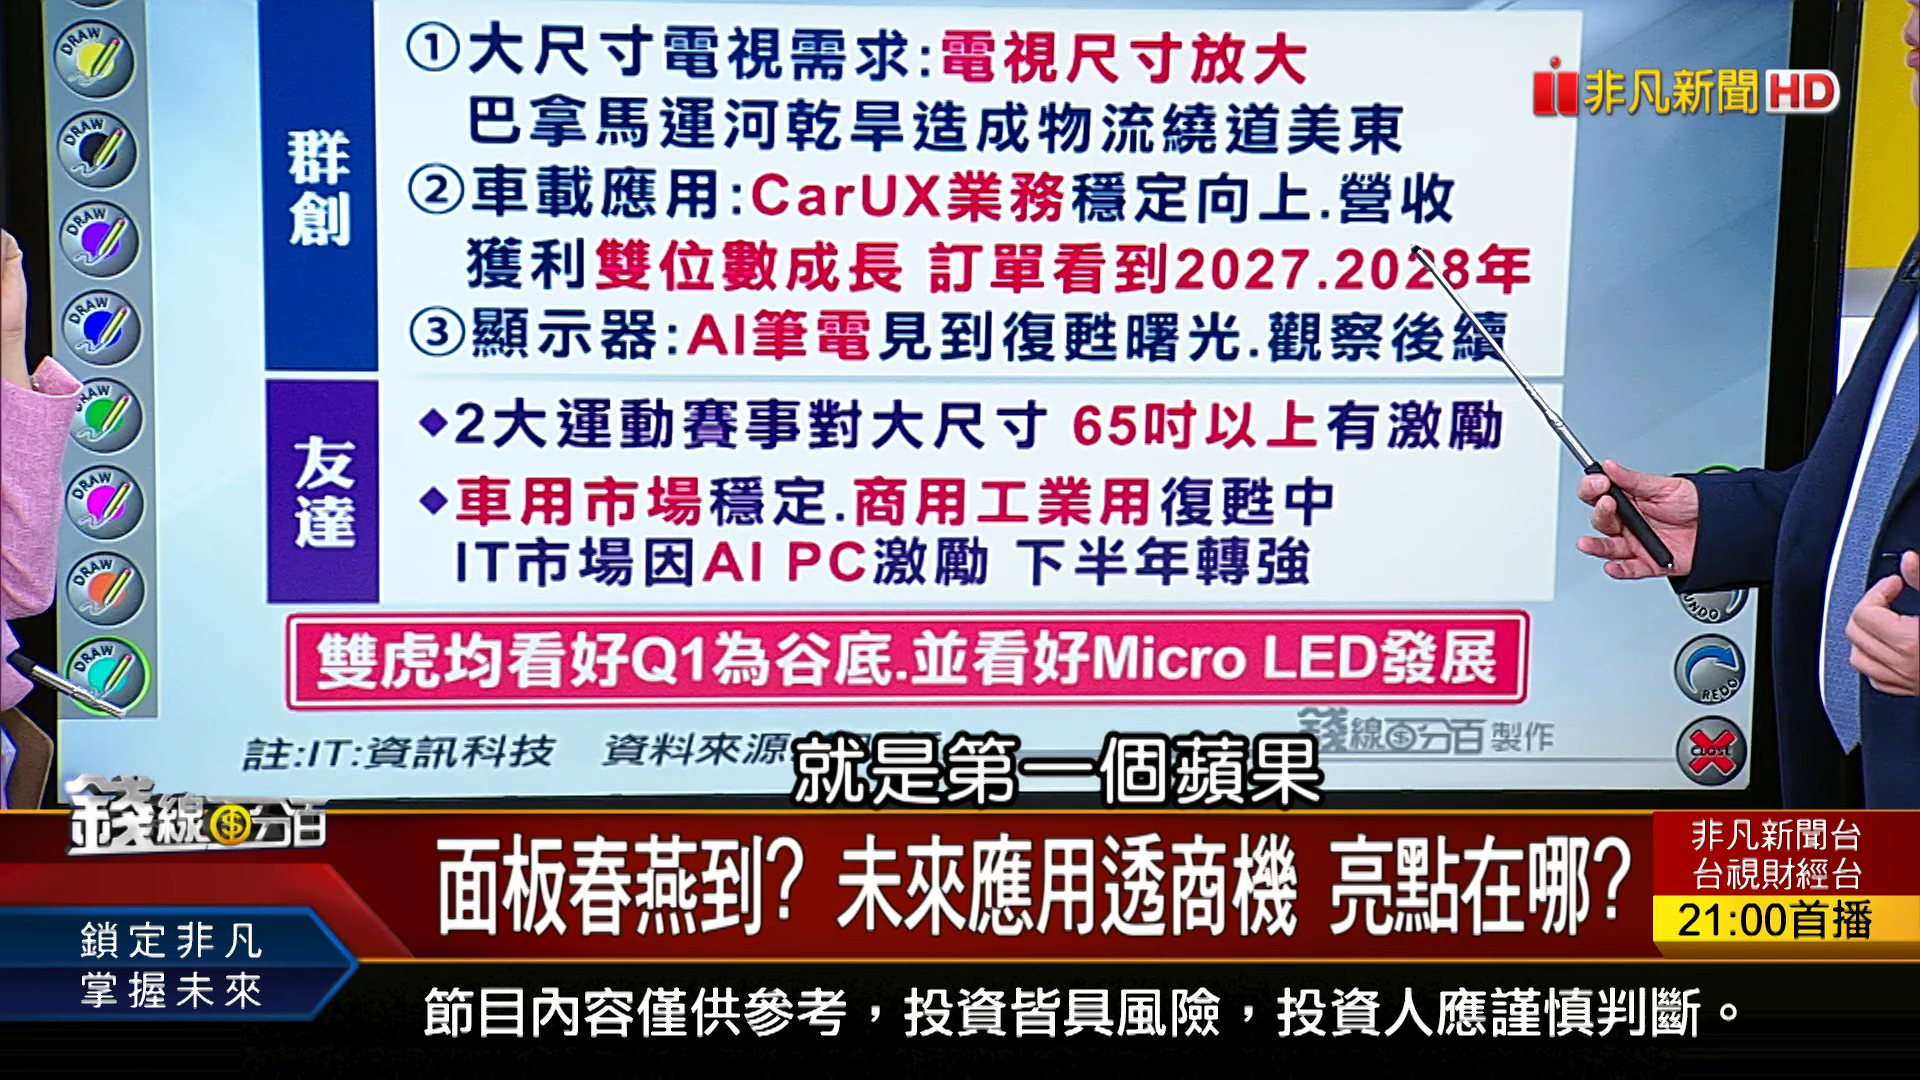 DRAW
①大尺寸電視需求:電視尺寸放大
非凡新聞HD
DRAW
巴拿馬運河乾旱造成物流繞道美東
群創
②車載應用:CarUX業務穩定向上.營收
DRAW
獲利雙位數成長 訂單看到2027.2028年
DRAW
③顯示器:AI筆電見到復甦曙光.觀察後續
DRAW
友達
◆2大運動賽事對大尺寸 65吋以上有激勵
DRAW
◆車用市場穩定.商用工業用復甦中
DRAW
IT市場因AI PC激勵 下半年轉強
UNDO
雙虎均看好Q1為谷底.並看好Micro LED發展
DRAW
REDO
註:IT:資訊科技 資料來源
錢線百分百製作
CLOSE
就是第一個蘋果
錢線百分百
面板春燕到? 未來應用透商機 亮點在哪?
非凡新聞台
台視財經台
21:00首播
鎖定非凡
掌握未來
節目內容僅供參考，投資皆具風險，投資人應謹慎判斷。